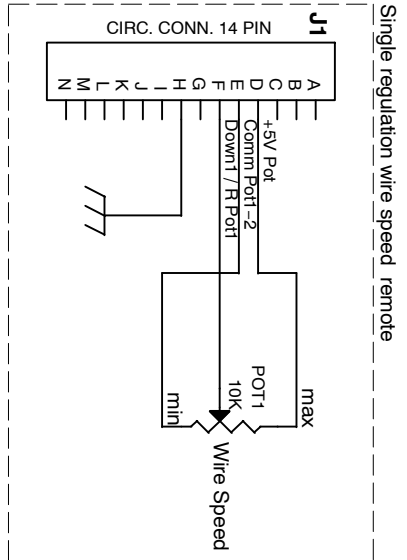 Single regulation wire speed remote
J1
CIRC. CONN. 14 PIN
N M L K J I H G F E D C B A
+5V Pot
Comm Pot1-2
Down1 / R Pot1
max
POT1
10K
min
Wire Speed